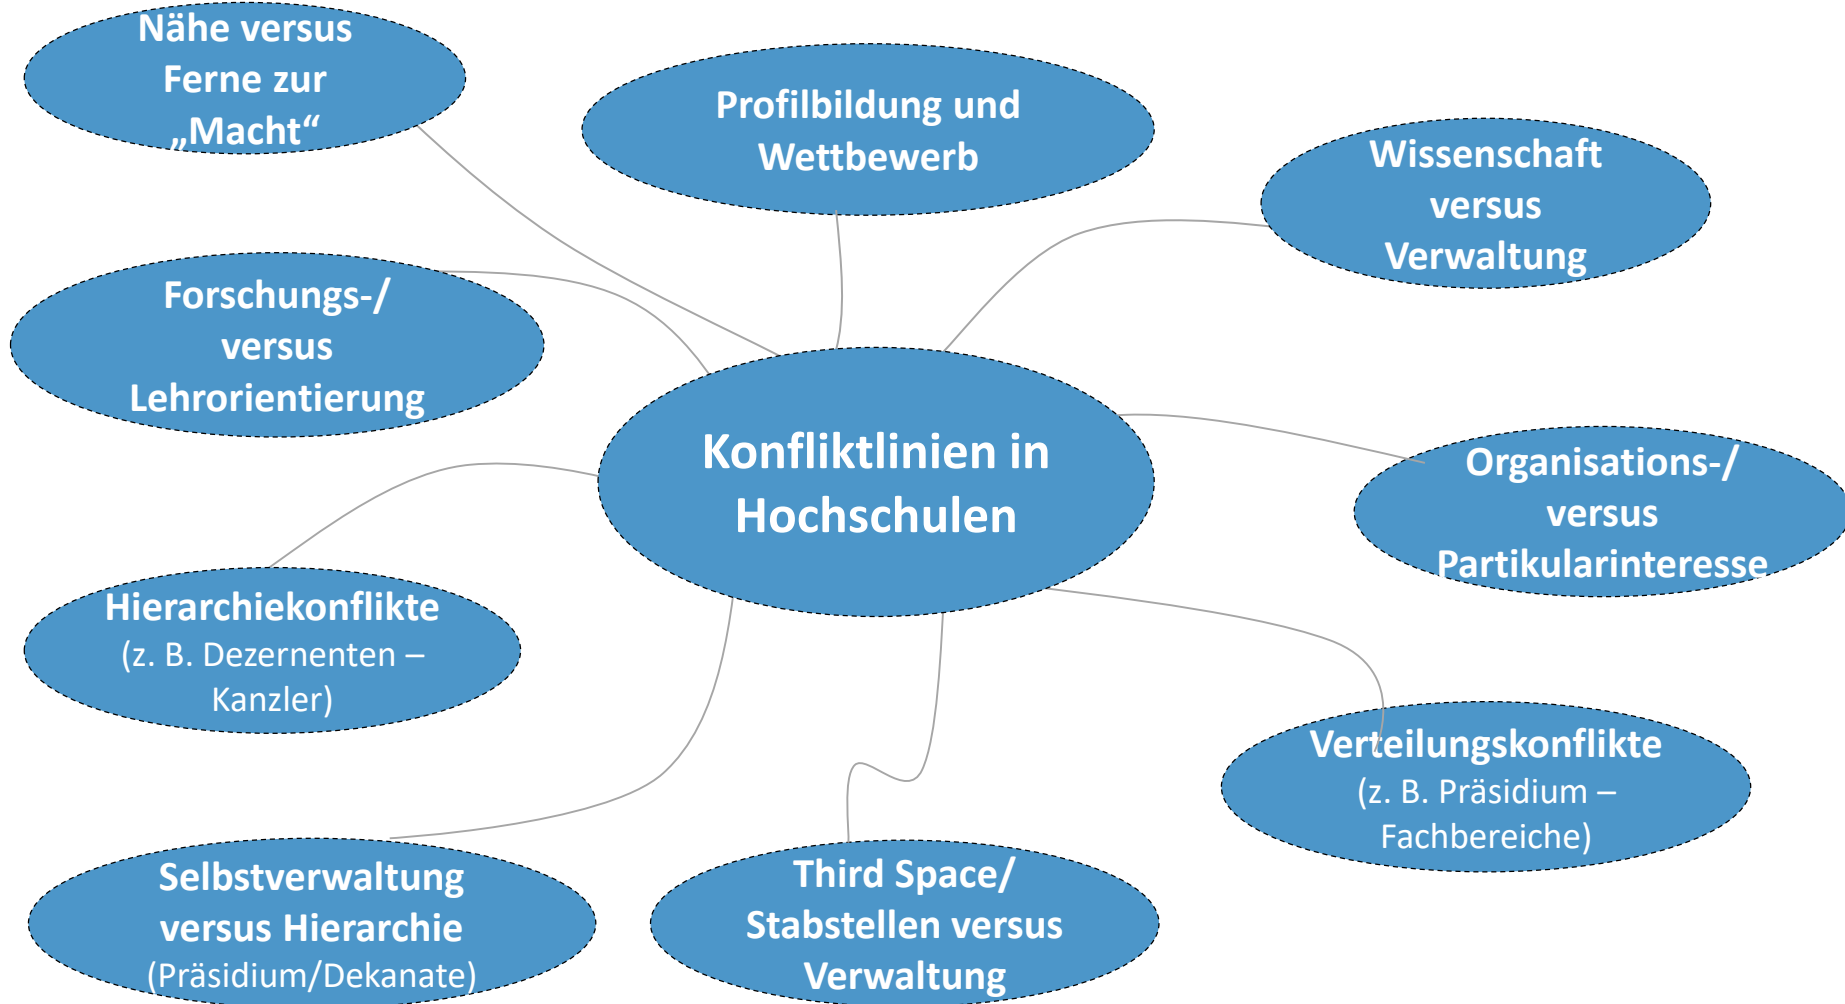 Nähe versus
Ferne zur
„Macht“
Profilbildung und
Wettbewerb
Wissenschaft
versus
Verwaltung
Forschungs-/
versus
Lehrorientierung
Konfliktlinien in
Hochschulen
Organisations-/
versus
Partikularinteresse
Hierarchiekonflikte
(z. B. Dezernenten –
Kanzler)
Verteilungskonflikte
(z. B. Präsidium –
Fachbereiche)
Selbstverwaltung
versus Hierarchie
(Präsidium/Dekanate)
Third Space/
Stabstellen versus
Verwaltung